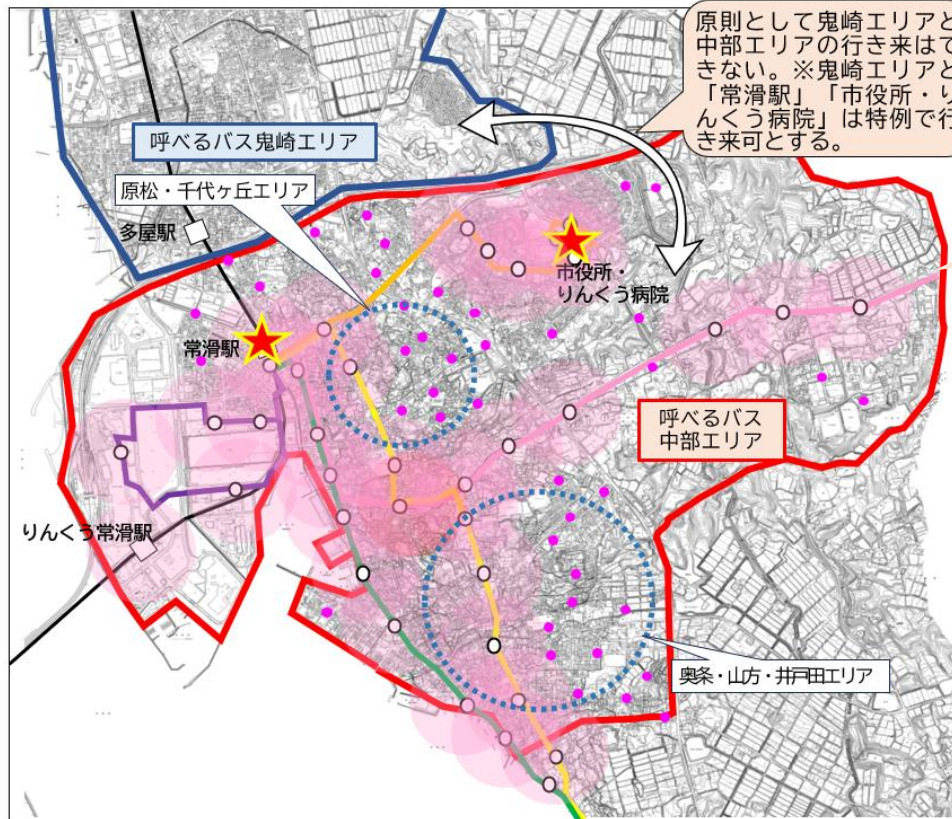 原則として鬼崎エリアと
中部エリアの行き来はで
きない。※鬼崎エリアと
「常滑駅」「市役所・り
んくう病院」は特例で行
き来可とする。
呼べるバス鬼崎エリア
原松・千代ヶ丘エリア
多屋駅
市役所・
りんくう病院
常滑駅
呼べるバス
中部エリア
りんくう常滑駅
奥条・山方・井戸田エリア